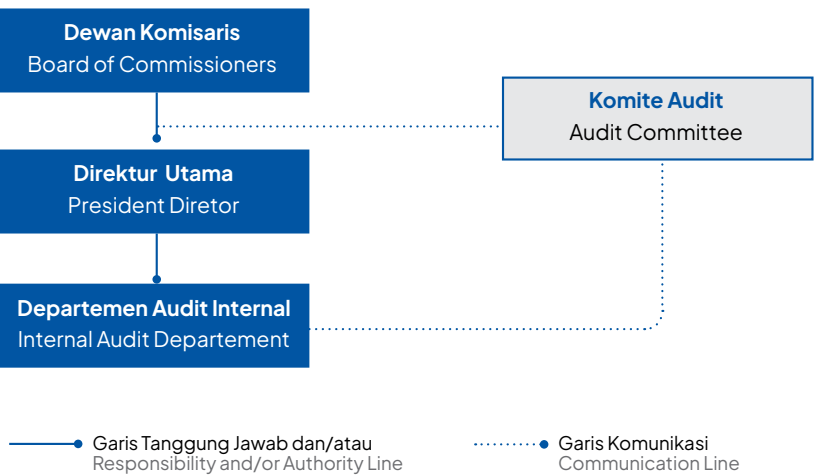 Dewan Komisaris
Board of Commissioners
Komite Audit
Audit Committee
Direktur Utama
President Diretor
Departemen Audit Internal
Internal Audit Departement
Garis Tanggung Jawab dan/atau
Responsibility and/or Authority Line
Garis Komunikasi
Communication Line